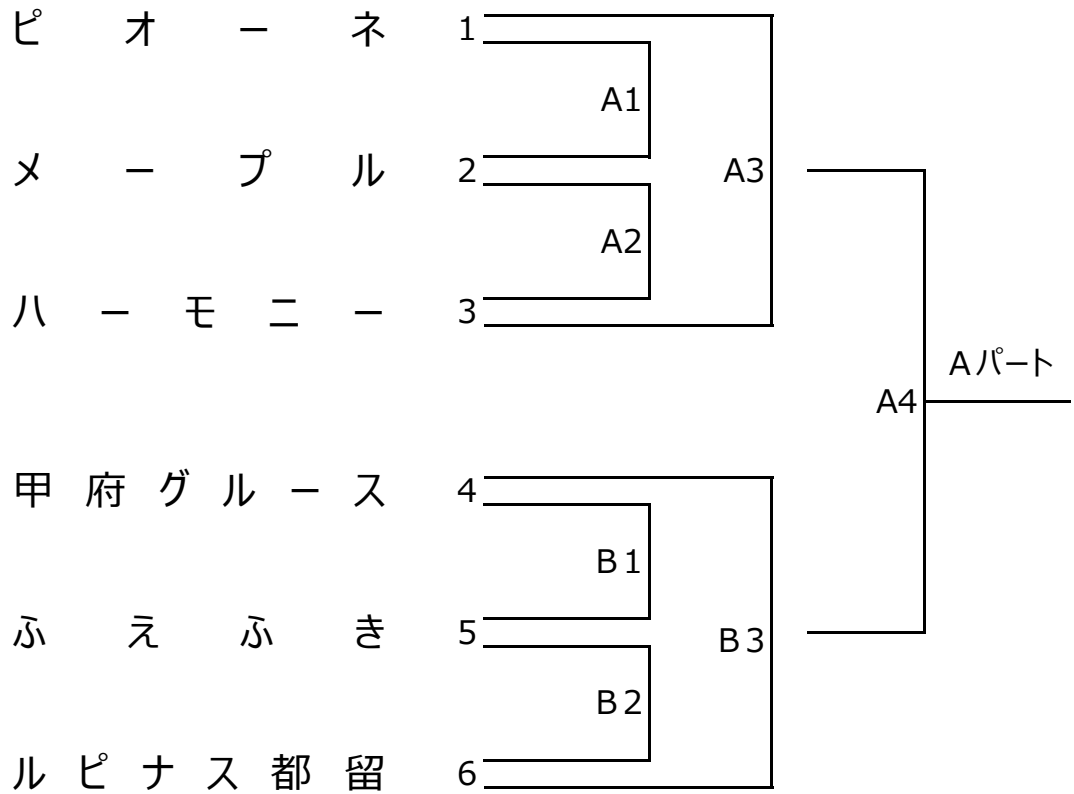 ピオーネ 1
A1
メープル 2
A3
A2
ハーモニー 3
Aパート
A4
甲府グルース 4
B1
ふえふき 5
B3
B2
ルピナス都留 6